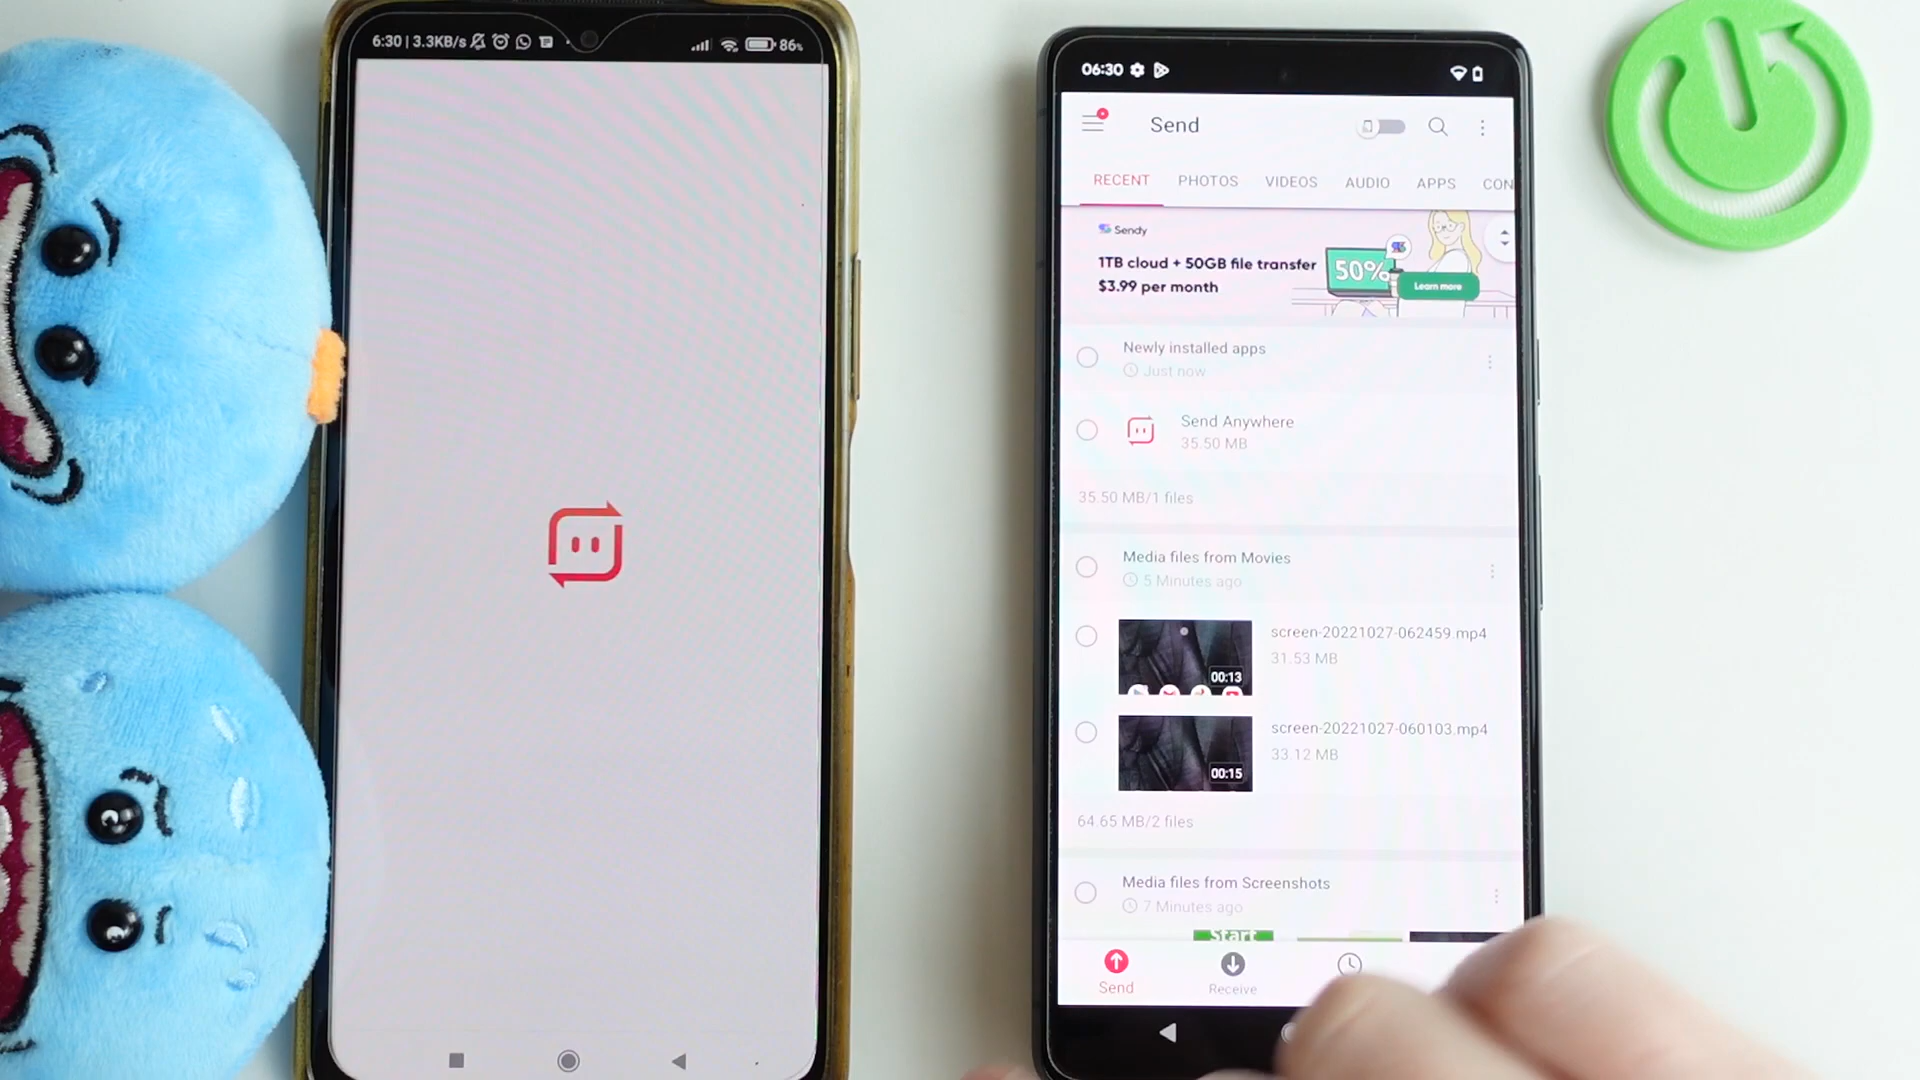 6:30 | 3.3KB/s
86%
06:30
Send
RECENT PHOTOS VIDEOS AUDIO APPS CON
Sendy
1TB cloud + 50GB file transfer
$3.99 per month
50%
Learn more
Newly installed apps
Just now
Send Anywhere
35.50 MB
35.50 MB/1 files
Media files from Movies
5 Minutes ago
screen-20221027-062459.mp4
31.53 MB
00:13
screen-20221027-060103.mp4
33.12 MB
00:15
64.65 MB/2 files
Media files from Screenshots
7 Minutes ago
Start
Send
Receive